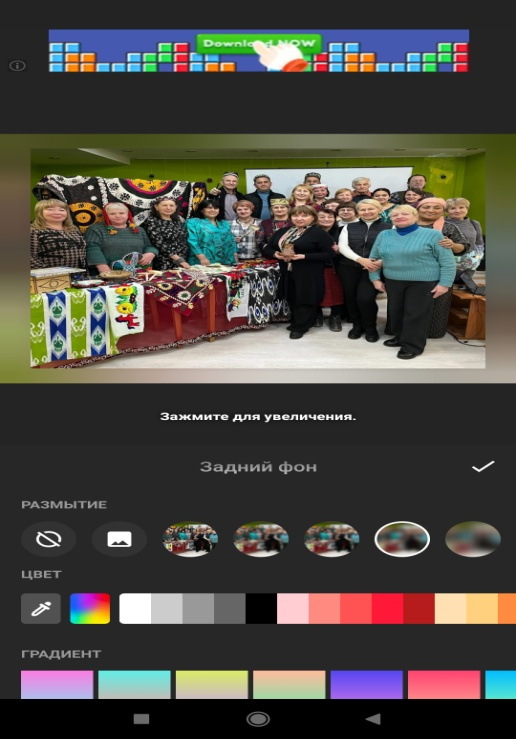 Download NOW
Зажмите для увеличения.
Задний фон
РАЗМЫТИЕ
ЦВЕТ
ГРАДИЕНТ